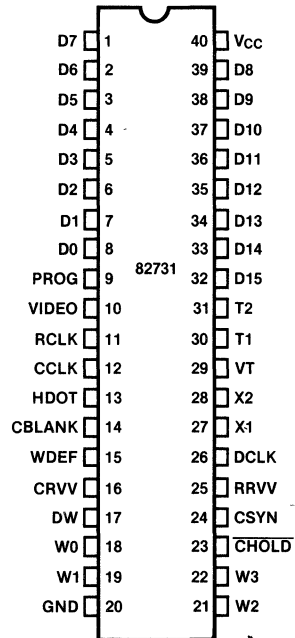 D7 1 40 Vcc
D6 2 39 D8
D5 3 38 D9
D4 4 37 D10
D3 5 36 D11
D2 6 35 D12
D1 7 34 D13
D0 8 33 D14
82731
PROG 9 32 D15
VIDEO 10 31 T2
RCLK 11 30 T1
CCLK 12 29 VT
HDOT 13 28 X2
CBLANK 14 27 X1
WDEF 15 26 DCLK
CRVV 16 25 RRVV
DW 17 24 CSYN
W0 18 23 CHOLD
W1 19 22 W3
GND 20 21 W2